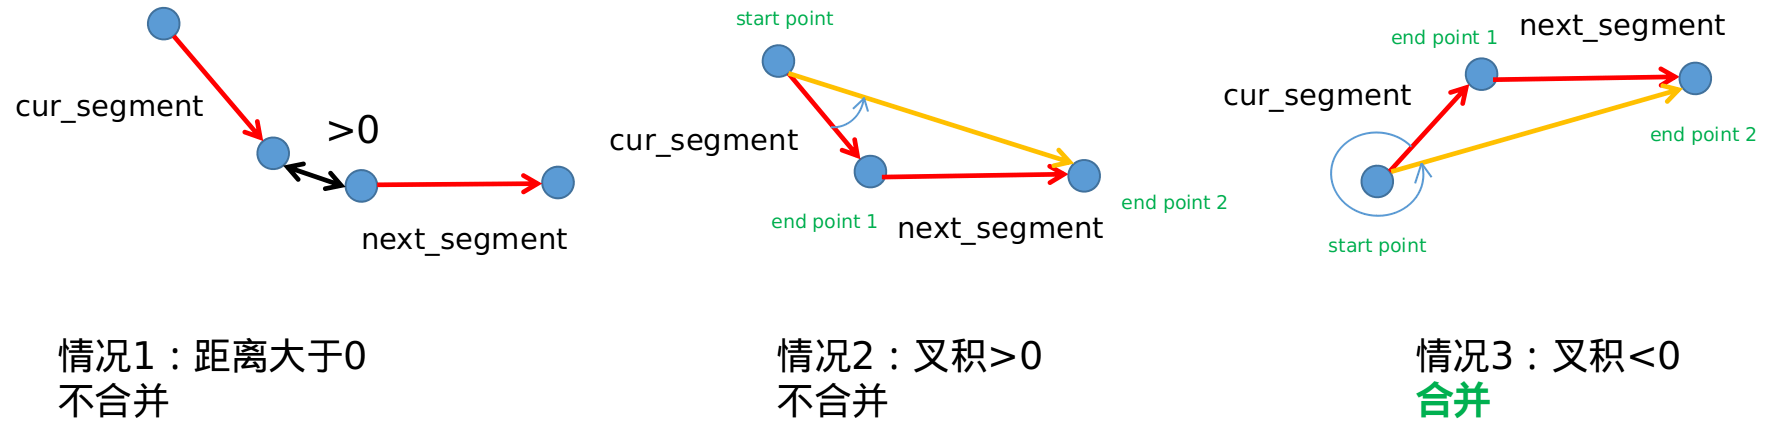 cur_segment
>0
next_segment
情况1：距离大于0
不合并
start point
cur_segment
end point 1
next_segment
end point 2
情况2：叉积>0
不合并
end point 1
next_segment
cur_segment
end point 2
start point
情况3：叉积<0
合并